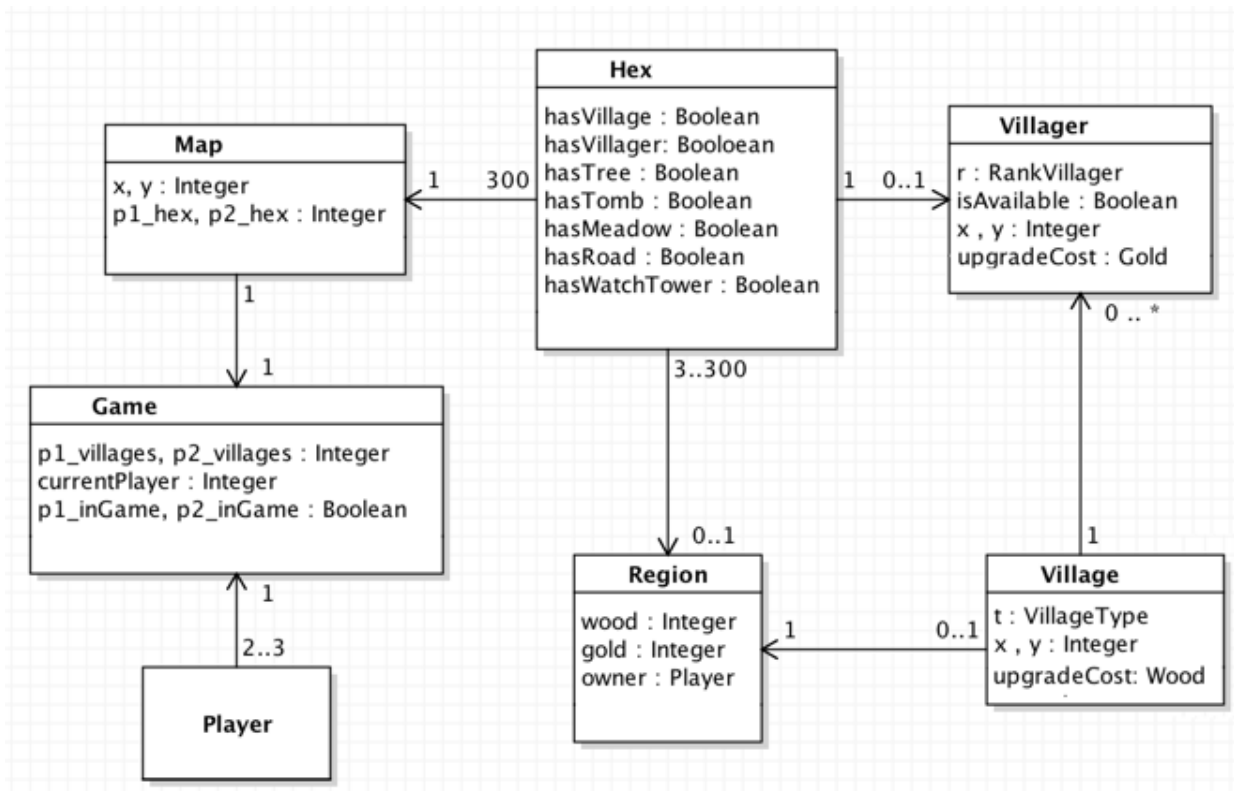 Hex
hasVillage : Boolean
hasVillager: Booloean
hasTree : Boolean
hasTomb : Boolean
hasMeadow : Boolean
hasRoad : Boolean
hasWatchTower : Boolean
Map
x, y : Integer
p1_hex, p2_hex : Integer
1
300
1
0..1
Villager
r : RankVillager
isAvailable : Boolean
x , y : Integer
upgradeCost : Gold
1
1
3..300
0..1
0 .. *
1
Game
p1_villages, p2_villages : Integer
currentPlayer : Integer
p1_inGame, p2_inGame : Boolean
1
2..3
Player
Region
wood : Integer
gold : Integer
owner : Player
1
0..1
Village
t : VillageType
x , y : Integer
upgradeCost: Wood